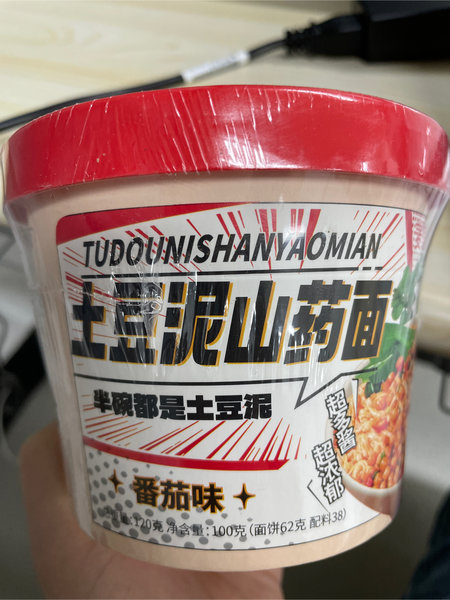 TUDOUNISHANYAOMIAN
土豆泥山药面
半碗都是土豆泥
超多酱
超浓郁
番茄味
量:120克 净含量:100克 (面饼62克 配料38)